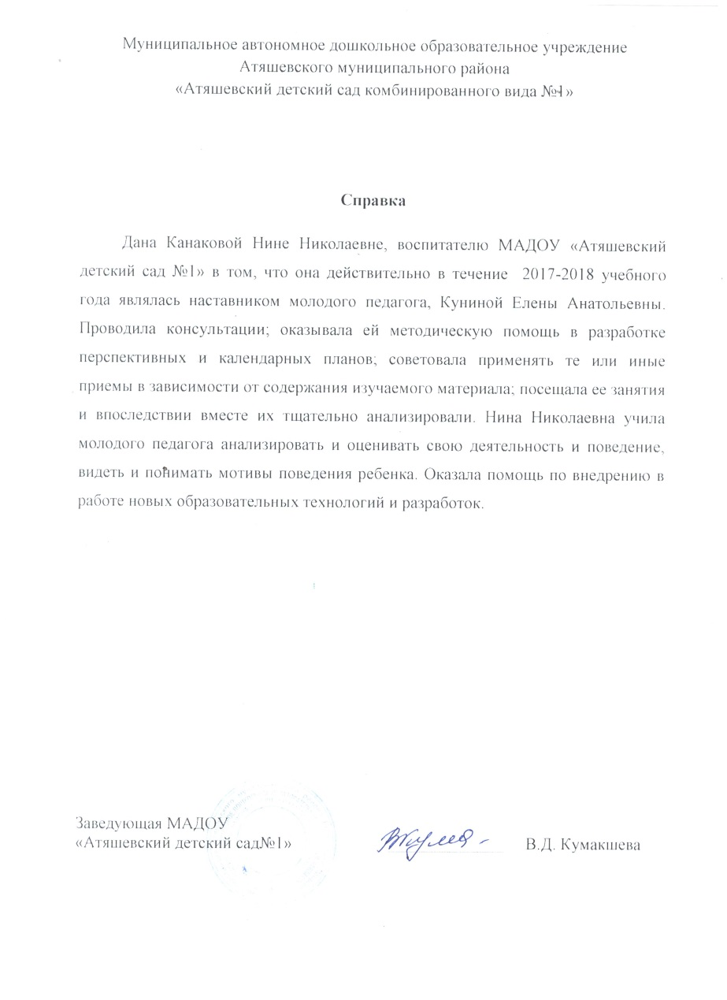 Муниципальное автономное дошкольное образовательное учреждение
Атяшевского муниципального района
«Атяшевский детский сад комбинированного вида №1»
Справка
Дана Канаковой Нине Николаевне, воспитателю МАДОУ «Атяшевский
детский сад №1» в том, что она действительно в течение 2017-2018 учебного
года являлась наставником молодого педагога, Куниной Елены Анатольевны.
Проводила консультации; оказывала ей методическую помощь в разработке
перспективных и календарных планов; советовала применять те или иные
приемы в зависимости от содержания изучаемого материала; посещала ее занятия
и впоследствии вместе их тщательно анализировали. Нина Николаевна учила
молодого педагога анализировать и оценивать свою деятельность и поведение,
видеть и понимать мотивы поведения ребенка. Оказала помощь по внедрению в
работе новых образовательных технологий и разработок.
Заведующая МАДОУ
«Атяшевский детский сад№1» В.Д. Кумакшева